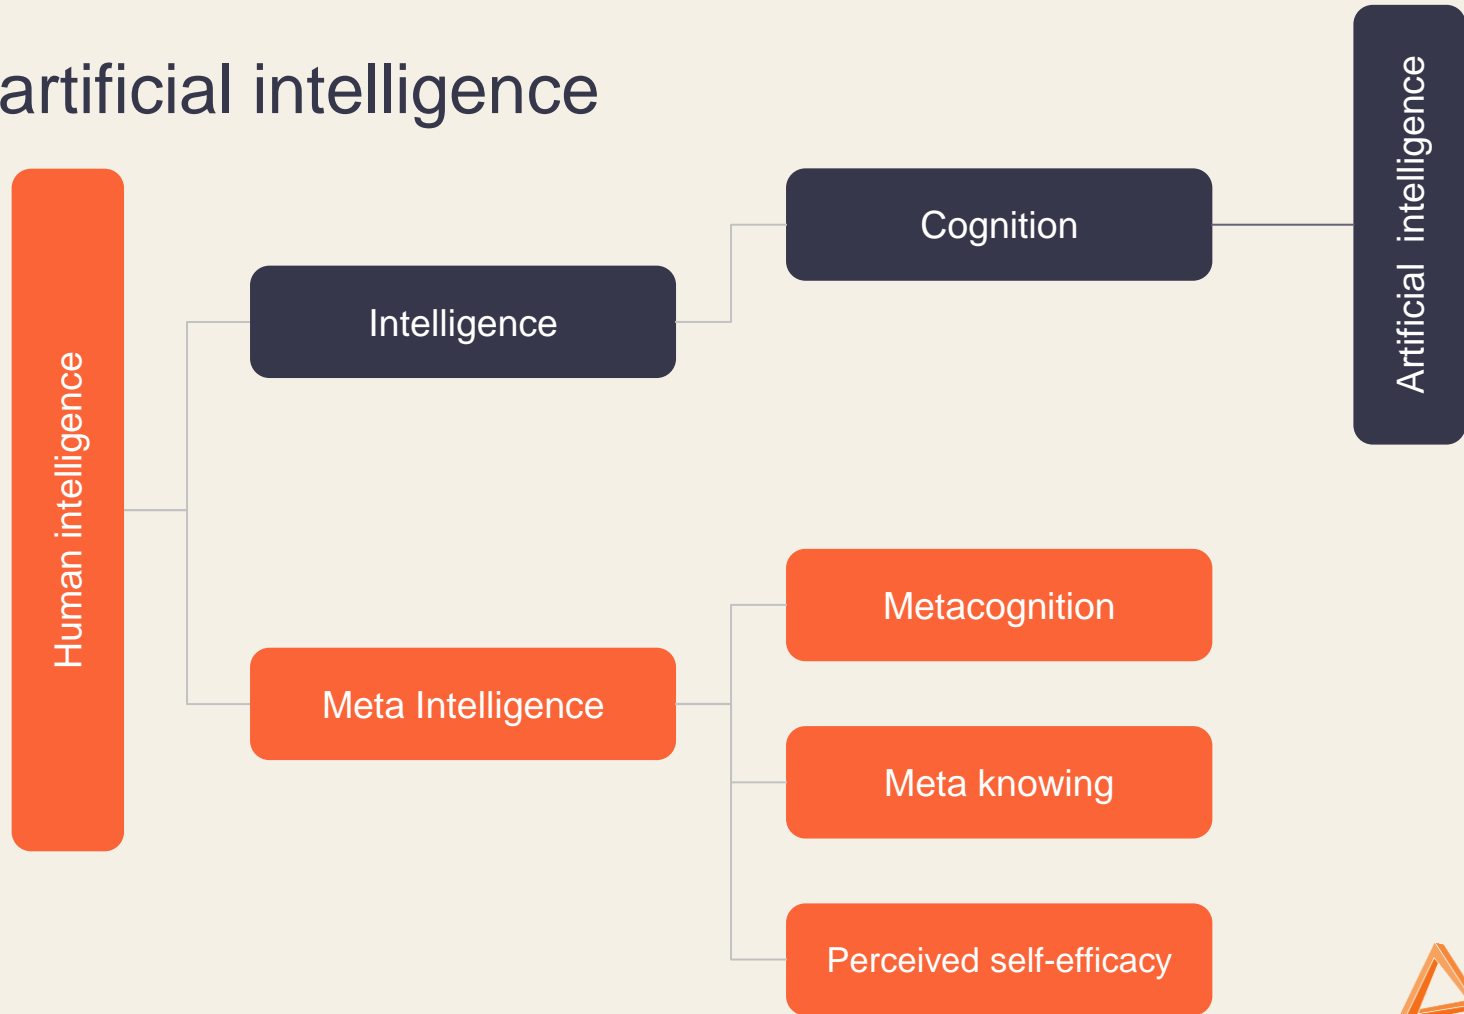 artificial intelligence
Human intelligence
Intelligence
Cognition
Artificial intelligence
Meta Intelligence
Metacognition
Meta knowing
Perceived self-efficacy